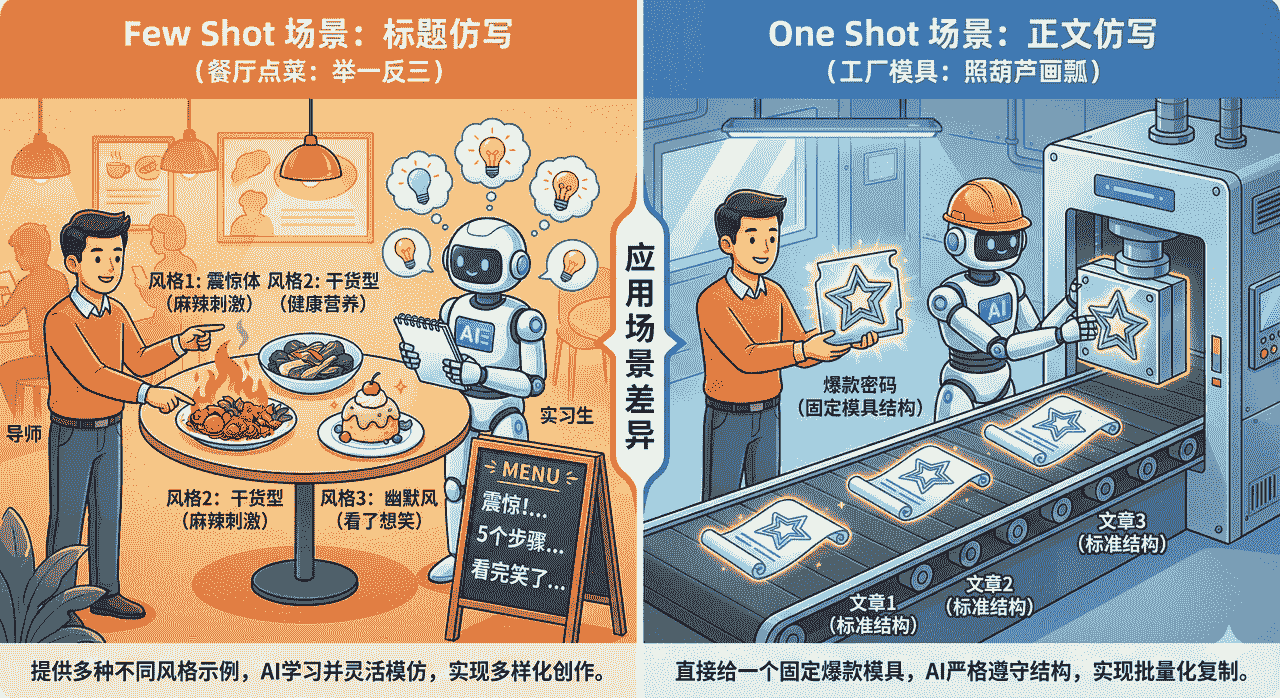 Few Shot 场景：标题仿写
（餐厅点菜：举一反三）
风格1: 震惊体
（麻辣刺激）
风格2: 干货型
（健康营养）
AI
导师
实习生
风格2：干货型
（麻辣刺激）
风格3：幽默风
（看了想笑）
MENU
震惊!...
5个步骤...
看完笑了...
提供多种不同风格示例，AI学习并灵活模仿，实现多样化创作。
应用场景差异
One Shot 场景：正文仿写
（工厂模具：照葫芦画瓢）
AI
爆款密码
（固定模具结构）
文章3
（标准结构）
文章2
（标准结构）
文章1
（标准结构）
直接给一个固定爆款模具，AI严格遵守结构，实现批量化复制。